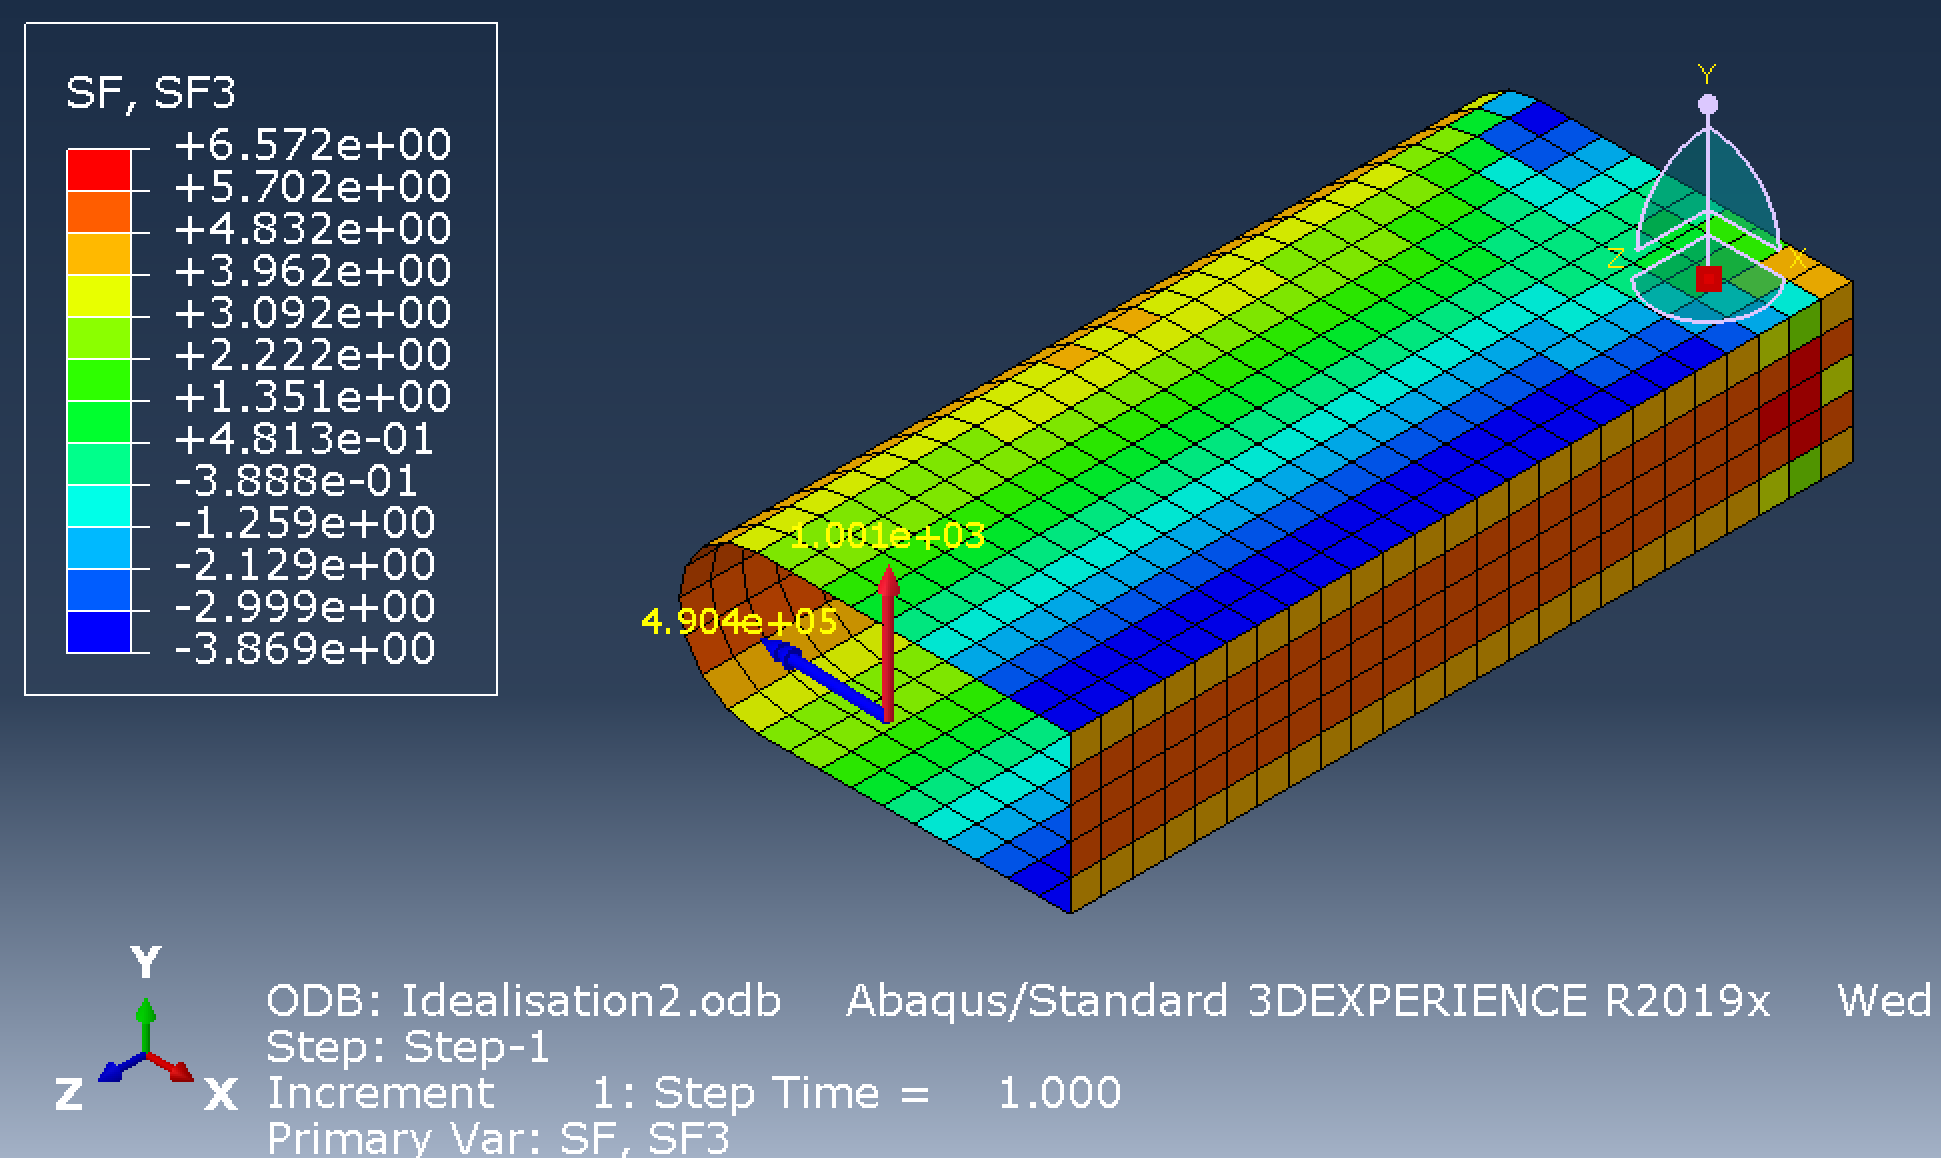 SF, SF3
+6.572e+00
+5.702e+00
+4.832e+00
+3.962e+00
+3.092e+00
+2.222e+00
+1.351e+00
+4.813e-01
-3.888e-01
-1.259e+00
-2.129e+00
-2.999e+00
-3.869e+00
Y
Z
X
1.001e+03
4.904e+05
Y
Z
X
ODB: Idealisation2.odb Abaqus/Standard 3DEXPERIENCE R2019x Wed
Step: Step-1
Increment 1: Step Time = 1.000
Primary Var: SF, SF3